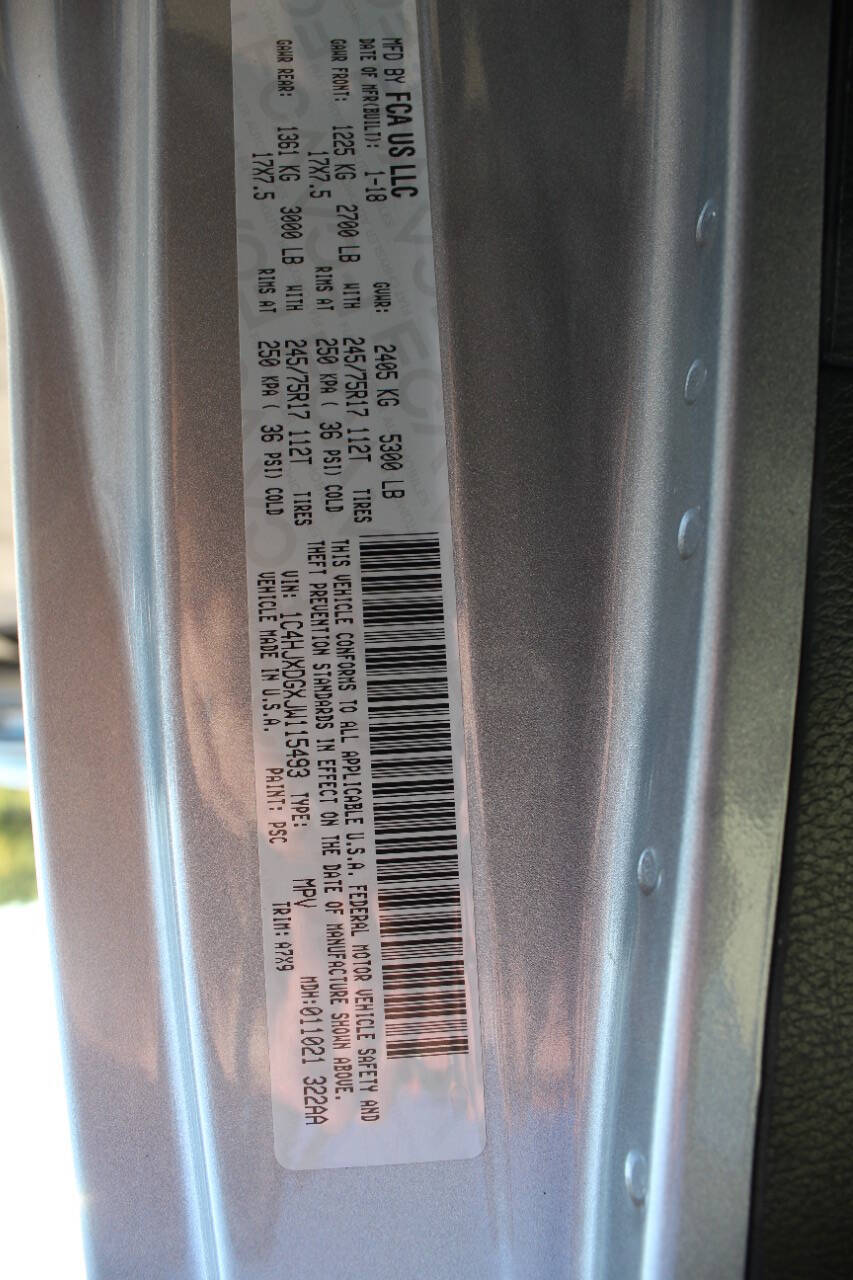 MFD BY FCA US LLC
DATE OF MFR(BUILT): 1-18 GVWR: 2405 KG 5300 LB
GAWR FRONT: 1225 KG 2700 LB WITH 245/75R17 112T TIRES
17X7.5 RIMS AT 250 KPA ( 36 PSI) COLD
GAWR REAR: 1361 KG 3000 LB WITH 245/75R17 112T TIRES
17X7.5 RIMS AT 250 KPA ( 36 PSI) COLD
THIS VEHICLE CONFORMS TO ALL APPLICABLE U.S.A. FEDERAL MOTOR VEHICLE SAFETY AND
THEFT PREVENTION STANDARDS IN EFFECT ON THE DATE OF MANUFACTURE SHOWN ABOVE.
VIN: 1C4HJXDGXJW115493 TYPE: MPV MDH:011021 322AA
VEHICLE MADE IN U.S.A. PAINT: PSC TRIM: A7X9